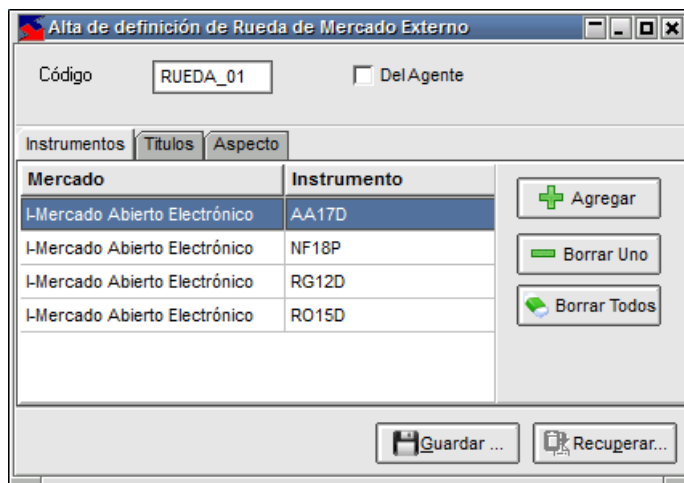 Alta de definición de Rueda de Mercado Externo
Código RUEDA_01 Del Agente
Instrumentos Titulos Aspecto
Mercado Instrumento
I-Mercado Abierto Electrónico AA17D
I-Mercado Abierto Electrónico NF18P
I-Mercado Abierto Electrónico RG12D
I-Mercado Abierto Electrónico RO15D
Agregar
Borrar Uno
Borrar Todos
Guardar ... Recuperar...